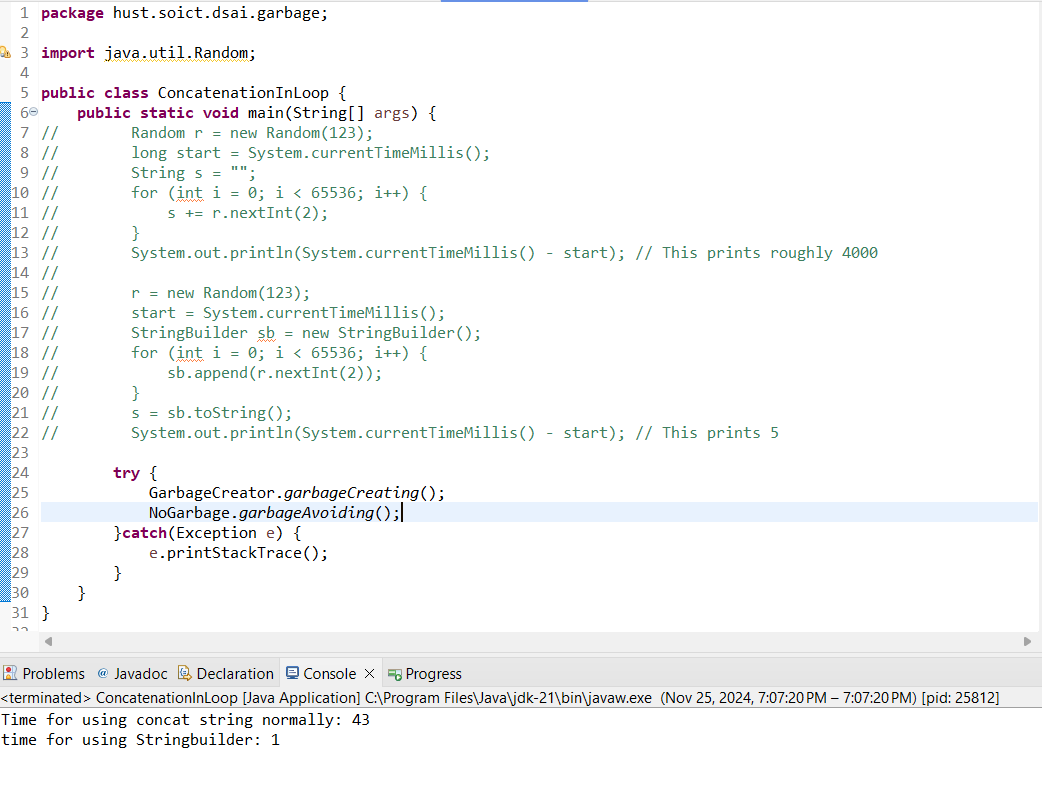 1 package hust.soict.dsai.garbage;
2
3 import java.util.Random;
4
5 public class ConcatenationInLoop {
6     public static void main(String[] args) {
7 //        Random r = new Random(123);
8 //        long start = System.currentTimeMillis();
9 //        String s = "";
10 //        for (int i = 0; i < 65536; i++) {
11 //            s += r.nextInt(2);
12 //        }
13 //        System.out.println(System.currentTimeMillis() - start); // This prints roughly 4000
14 //
15 //        r = new Random(123);
16 //        start = System.currentTimeMillis();
17 //        StringBuilder sb = new StringBuilder();
18 //        for (int i = 0; i < 65536; i++) {
19 //            sb.append(r.nextInt(2));
20 //        }
21 //        s = sb.toString();
22 //        System.out.println(System.currentTimeMillis() - start); // This prints 5
23
24         try {
25             GarbageCreator.garbageCreating();
26             NoGarbage.garbageAvoiding();
27         }catch(Exception e) {
28             e.printStackTrace();
29         }
30     }
31 }
Problems @ Javadoc Declaration Console Progress
<terminated> ConcatenationInLoop [Java Application] C:\Program Files\Java\jdk-21\bin\javaw.exe (Nov 25, 2024, 7:07:20 PM – 7:07:20 PM) [pid: 25812]
Time for using concat string normally: 43
time for using Stringbuilder: 1